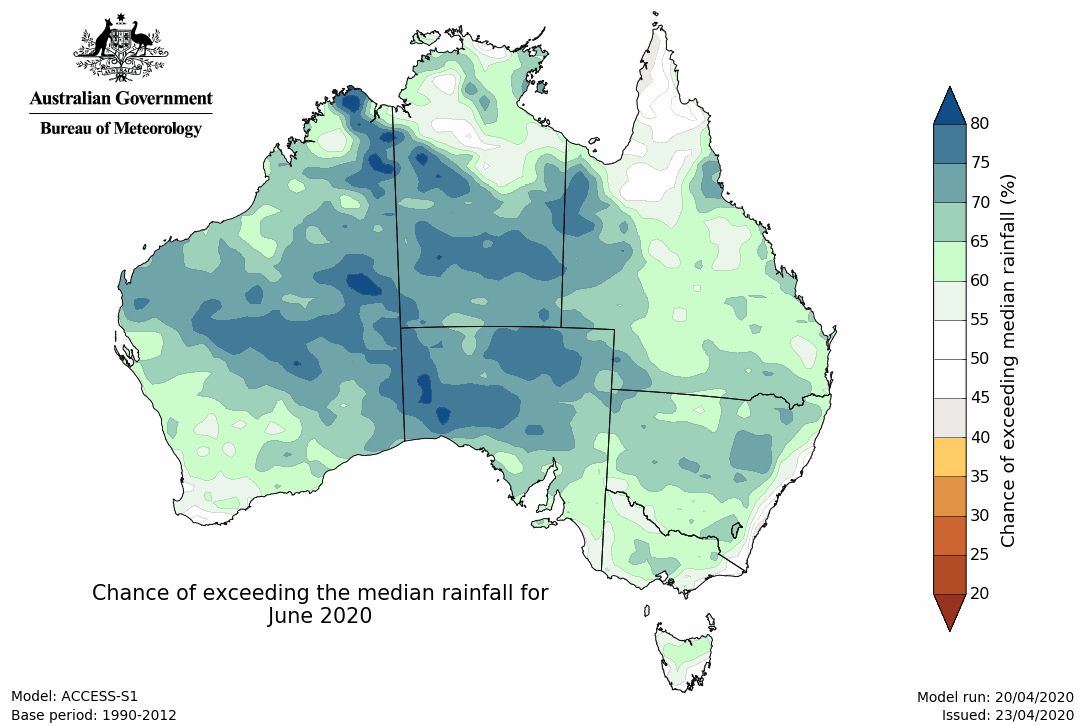 Australian Government
Bureau of Meteorology
80
75
70
65
60
55
50
45
40
35
30
25
20
Chance of exceeding median rainfall (%)
Chance of exceeding the median rainfall for
June 2020
Model: ACCESS-S1
Base period: 1990-2012
Model run: 20/04/2020
Issued: 23/04/2020